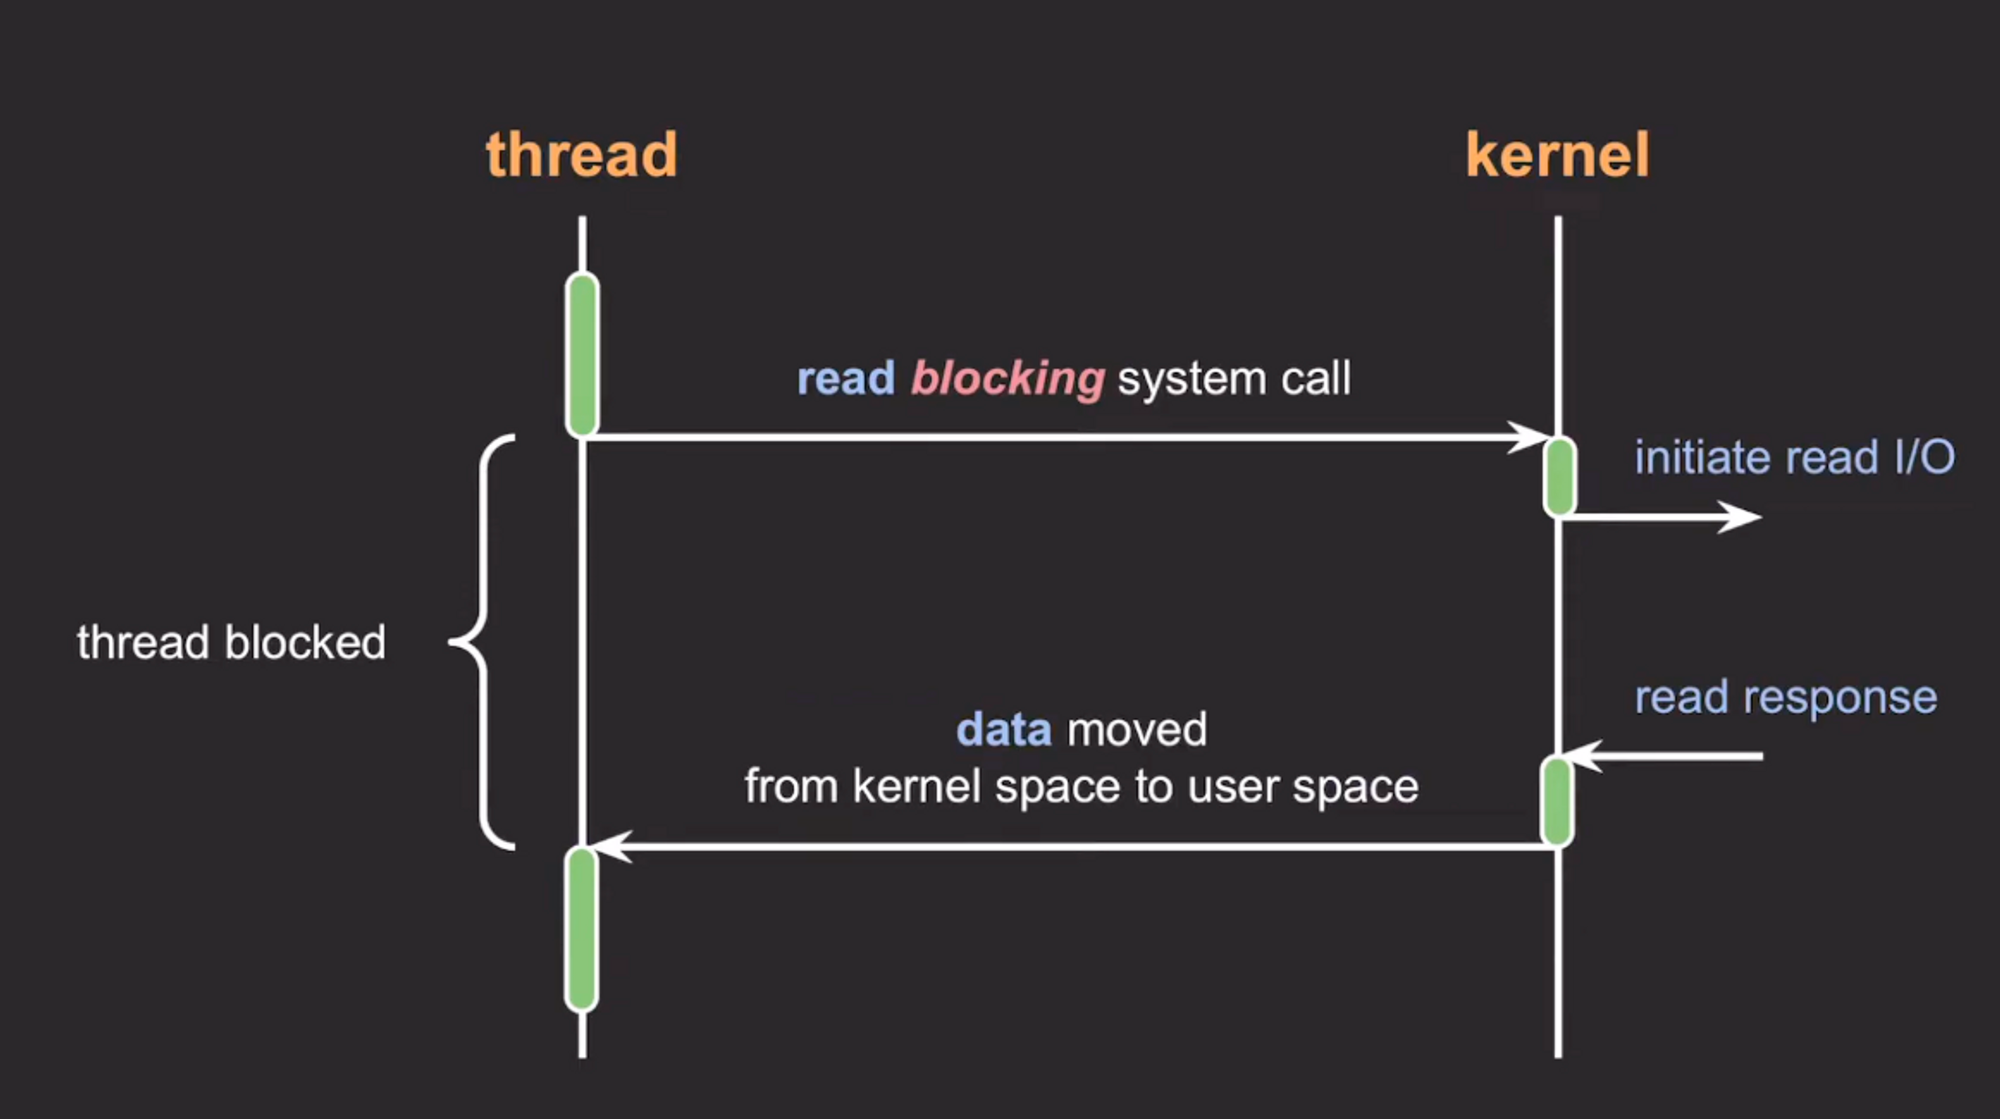 thread
kernel
read blocking system call
initiate read I/O
thread blocked
read response
data moved
from kernel space to user space